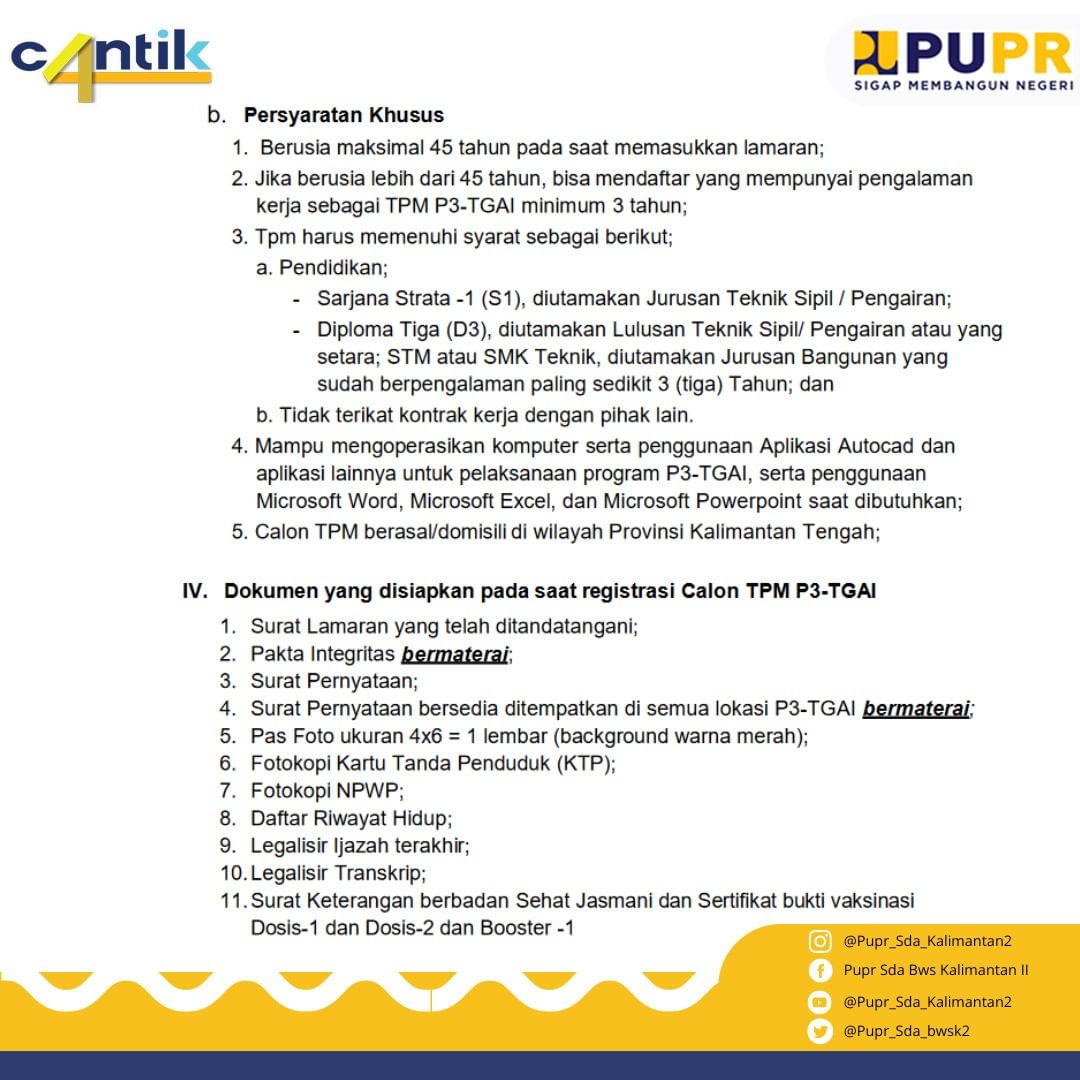 c4ntik
PUPR
SIGAP MEMBANGUN NEGERI
b. Persyaratan Khusus
1. Berusia maksimal 45 tahun pada saat memasukkan lamaran;
2. Jika berusia lebih dari 45 tahun, bisa mendaftar yang mempunyai pengalaman
kerja sebagai TPM P3-TGAI minimum 3 tahun;
3. Tpm harus memenuhi syarat sebagai berikut;
a. Pendidikan;
- Sarjana Strata -1 (S1), diutamakan Jurusan Teknik Sipil / Pengairan;
- Diploma Tiga (D3), diutamakan Lulusan Teknik Sipil/ Pengairan atau yang
setara; STM atau SMK Teknik, diutamakan Jurusan Bangunan yang
sudah berpengalaman paling sedikit 3 (tiga) Tahun; dan
b. Tidak terikat kontrak kerja dengan pihak lain.
4. Mampu mengoperasikan komputer serta penggunaan Aplikasi Autocad dan
aplikasi lainnya untuk pelaksanaan program P3-TGAI, serta penggunaan
Microsoft Word, Microsoft Excel, dan Microsoft Powerpoint saat dibutuhkan;
5. Calon TPM berasal/domisili di wilayah Provinsi Kalimantan Tengah;
IV. Dokumen yang disiapkan pada saat registrasi Calon TPM P3-TGAI
1. Surat Lamaran yang telah ditandatangani;
2. Pakta Integritas bermaterai;
3. Surat Pernyataan;
4. Surat Pernyataan bersedia ditempatkan di semua lokasi P3-TGAI bermaterai;
5. Pas Foto ukuran 4x6 = 1 lembar (background warna merah);
6. Fotokopi Kartu Tanda Penduduk (KTP);
7. Fotokopi NPWP;
8. Daftar Riwayat Hidup;
9. Legalisir Ijazah terakhir;
10. Legalisir Transkrip;
11. Surat Keterangan berbadan Sehat Jasmani dan Sertifikat bukti vaksinasi
Dosis-1 dan Dosis-2 dan Booster -1
@Pupr_Sda_Kalimantan2
Pupr Sda Bws Kalimantan II
@Pupr_Sda_Kalimantan2
@Pupr_Sda_bwsk2